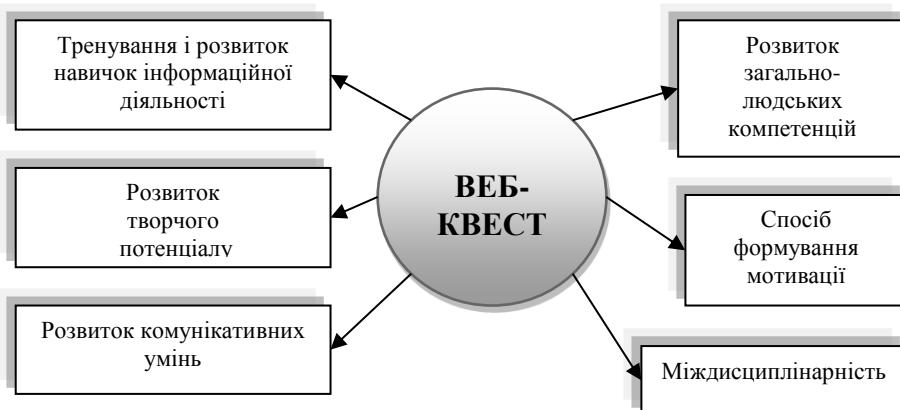 Тренування і розвиток
навичок інформаційної
діяльності
Розвиток
творчого
потенціалу
Розвиток комунікативних
умінь
ВЕБ-
КВЕСТ
Розвиток
загально-
людських
компетенцій
Спосіб
формування
мотивації
Міждисциплінарність